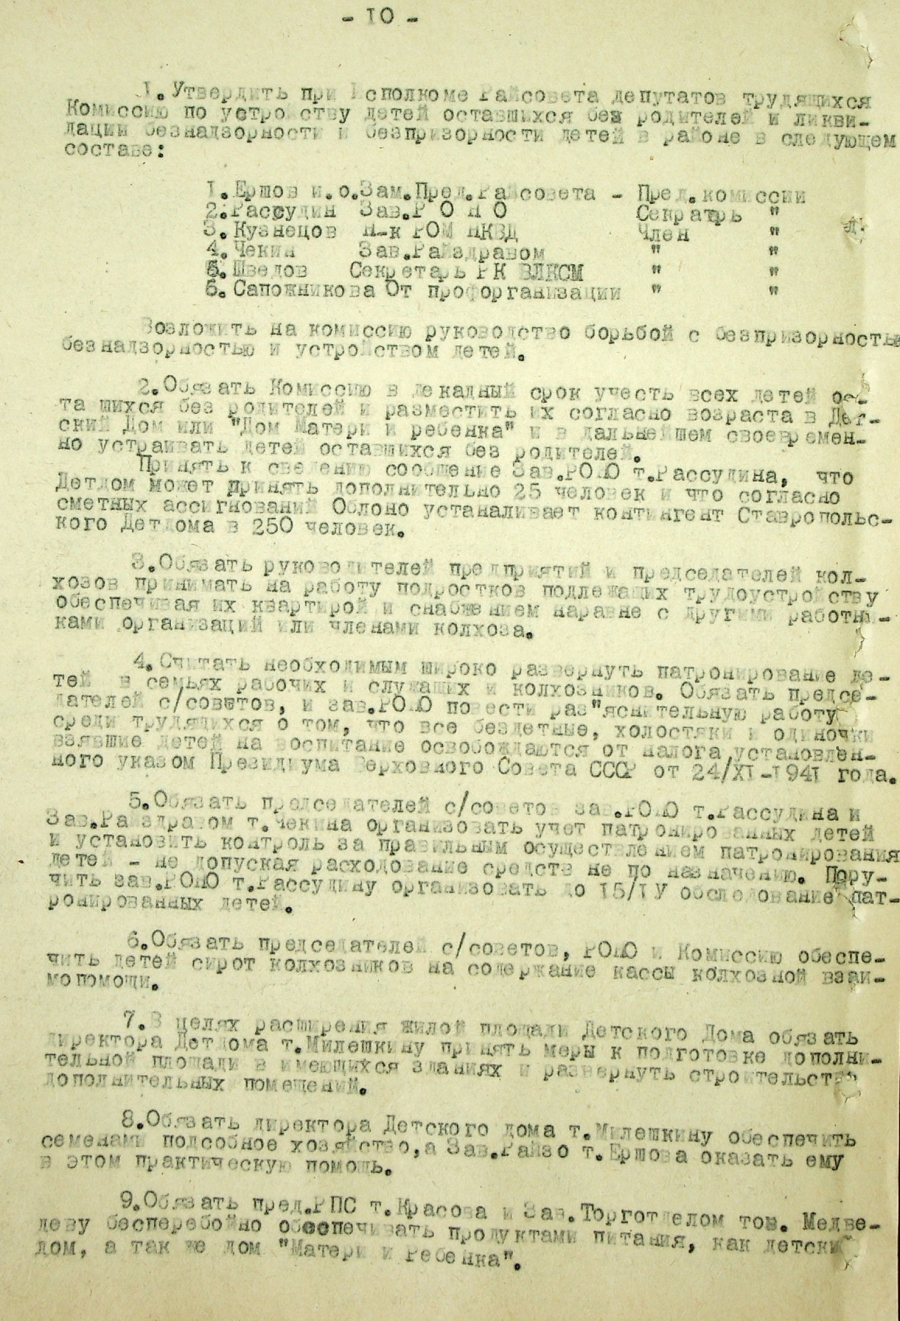 - 10 -
1.Утвердить при Исполкоме Райсовета депутатов трудящихся
Комиссию по устройству детей оставшихся без родителей и ликви-
дации безнадзорности и безпризорности детей в районе в следующем
составе:
1.Ершов и.о.Зам.Пред.Райсовета - Пред.комиссии
2.Рассудин Зав.РОНО Секратрь "
3.Кузнецов Н-к РОМ НКВД Член "
4.Чекин Зав.Райздравом " "
5.Шведов Секретарь РК ВЛКСМ " "
6.Сапожникова От проф.организации " "
Возложить на комиссию руководство борьбой с безпризорностью
безнадзорностью и устройством детей.
2.Обязать Комиссию в декадный срок учесть всех детей ос-
тавшихся без родителей и разместить их согласно возраста в Дет-
ский Дом или "Дом Матери и ребенка" и в дальнейшем своевремен-
но устраивать детей оставшихся без родителей.
Принять к сведению сообщение Зав.РОНО т.Рассудина, что
Детдом может принять дополнительно 25 человек и что согласно
сметных ассигнований Облоно устанавливает контингент Ставропольс-
кого Детдома в 250 человек.
3.Обязать руководителей предприятий и председателей кол-
хозов принимать на работу подростков подлежащих трудоустройству
обеспечивая их квартирой и снабжением наравне с другими работни-
ками организаций или членами колхоза.
4.Считать необходимым широко развернуть патронирование де-
тей в семьях рабочих и служащих и колхозников. Обязать предсе-
дателей с/советов, и зав.РОНО повести раз"яснительную работу
среди трудящихся о том, что все бездетные, холостяки и одиночки
взявшие детей на воспитание освобождаются от налога установлен-
ного указом Президиума Верховного Совета СССР от 24/XI-1941 года.
5.Обязать председателей с/советов зав.РОНО т.Рассудина и
Зав.Райздравом т.Чекина организовать учет патронированных детей
и установить контроль за правильным осуществлением патронирования
детей - не допуская расходование средств не по назначению. Пору-
чить зав.РОНО т.Рассудину организовать до 15/IУ обследование пат-
ронированных детей.
6.Обязать председателей с/советов, РОНО и Комиссию обеспе-
чить детей сирот колхозников на содержание кассы колхозной взаи-
мопомощи.
7.В целях расширения жилой площади Детского Дома обязать
директора Детдома т.Милешкину принять меры к подготовке дополни-
тельной площади в имеющихся зданиях и развернуть строительство
дополнительных помещений.
8.Обязать директора Детского дома т.Милешкину обеспечить
семенами подсобное хозяйство,а Зав.Райзо т.Ершова оказать ему
в этом практическую помощь.
9.Обязать пред.РПС т.Красова и Зав.Торготделом тов. Медве-
деву бесперебойно обеспечивать продуктами питания, как детский
дом, а так же дом "Матери и Ребенка".